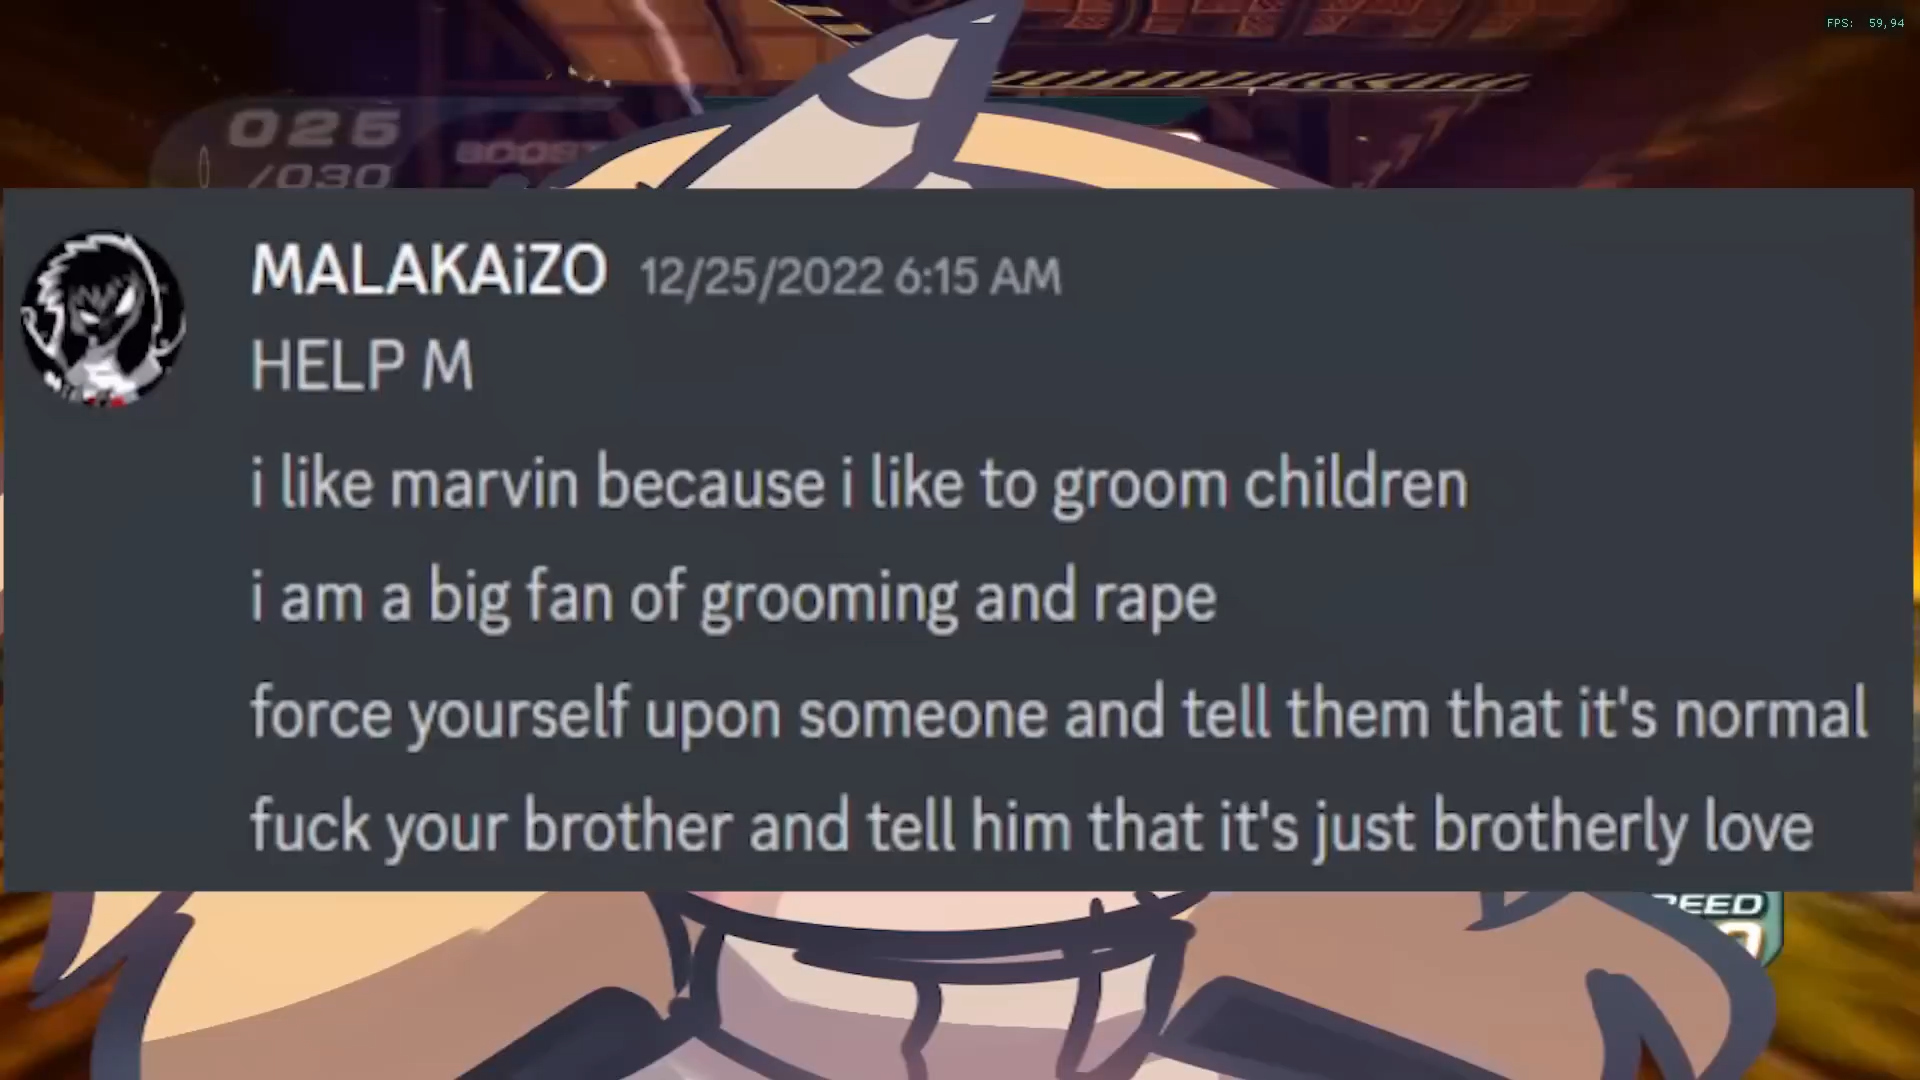 FPS: 59,94
025
/030
BOOST
MALAKAiZO 12/25/2022 6:15 AM
HELP M
i like marvin because i like to groom children
i am a big fan of grooming and rape
force yourself upon someone and tell them that it's normal
fuck your brother and tell him that it's just brotherly love